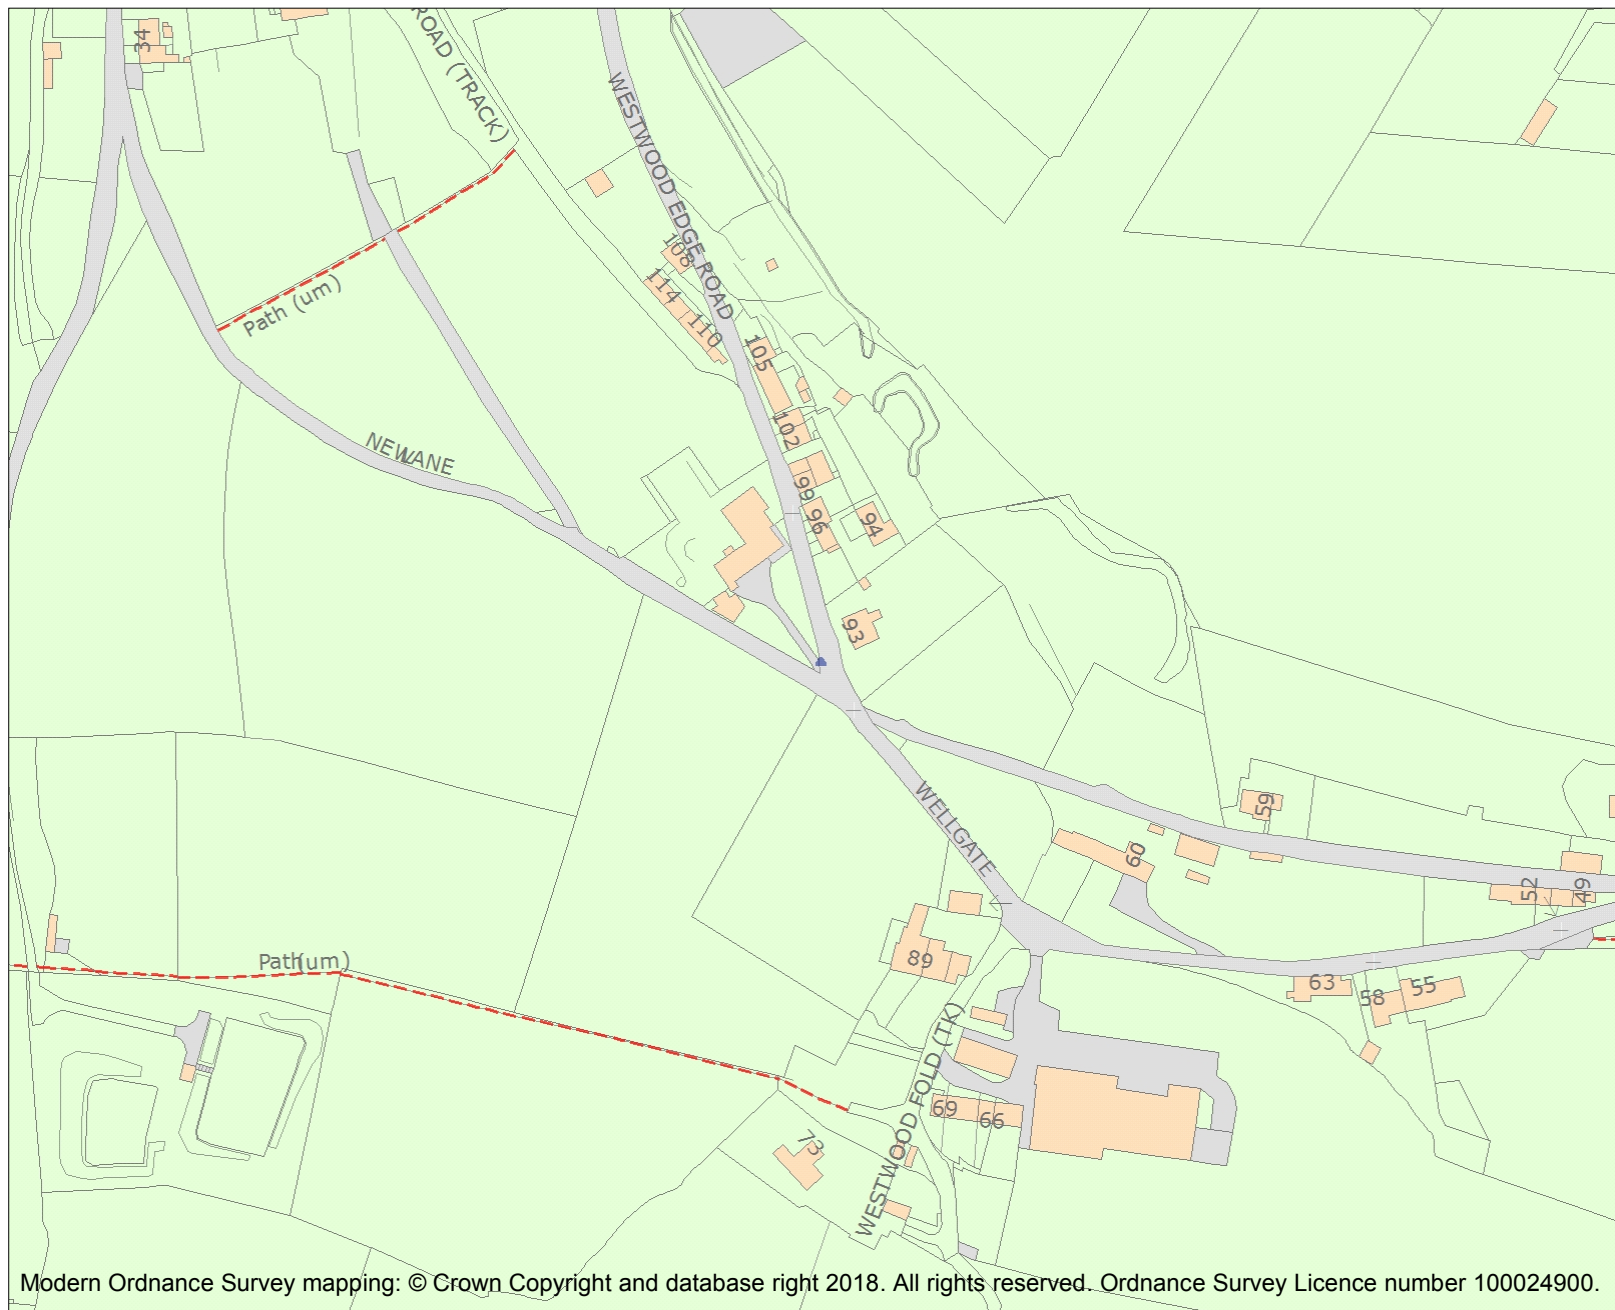 34
ROAD (TRACK)
WESTWOOD EDGE ROAD
Path (um)
108
114
110
105
102
NEW LANE
99
96
94
93
WELLGATE
59
60
52
49
89
Path (um)
63
58
55
WESTWOOD FOLD (TK)
69
66
73
Modern Ordnance Survey mapping: © Crown Copyright and database right 2018. All rights reserved. Ordnance Survey Licence number 100024900.